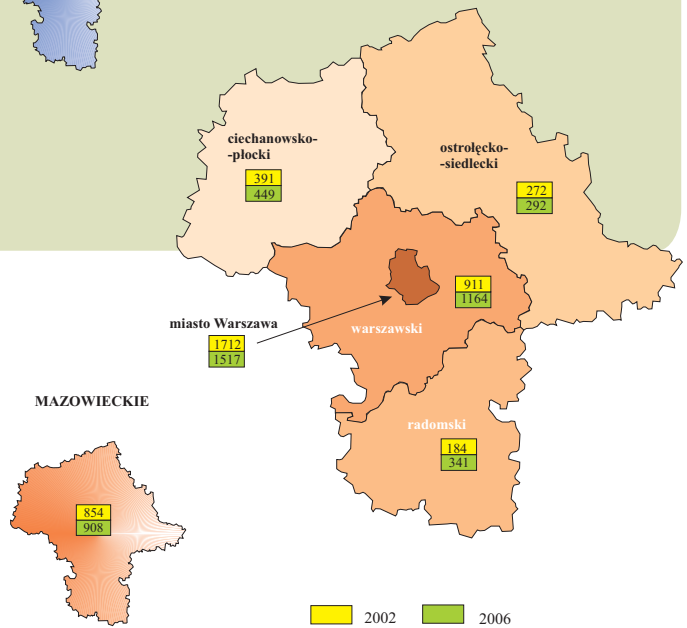 ciechanowsko-
-płocki
391
449
ostrołęcko-
-siedlecki
272
292
911
1164
miasto Warszawa
1712
1517
warszawski
MAZOWIECKIE
radomski
184
341
854
908
2002
2006